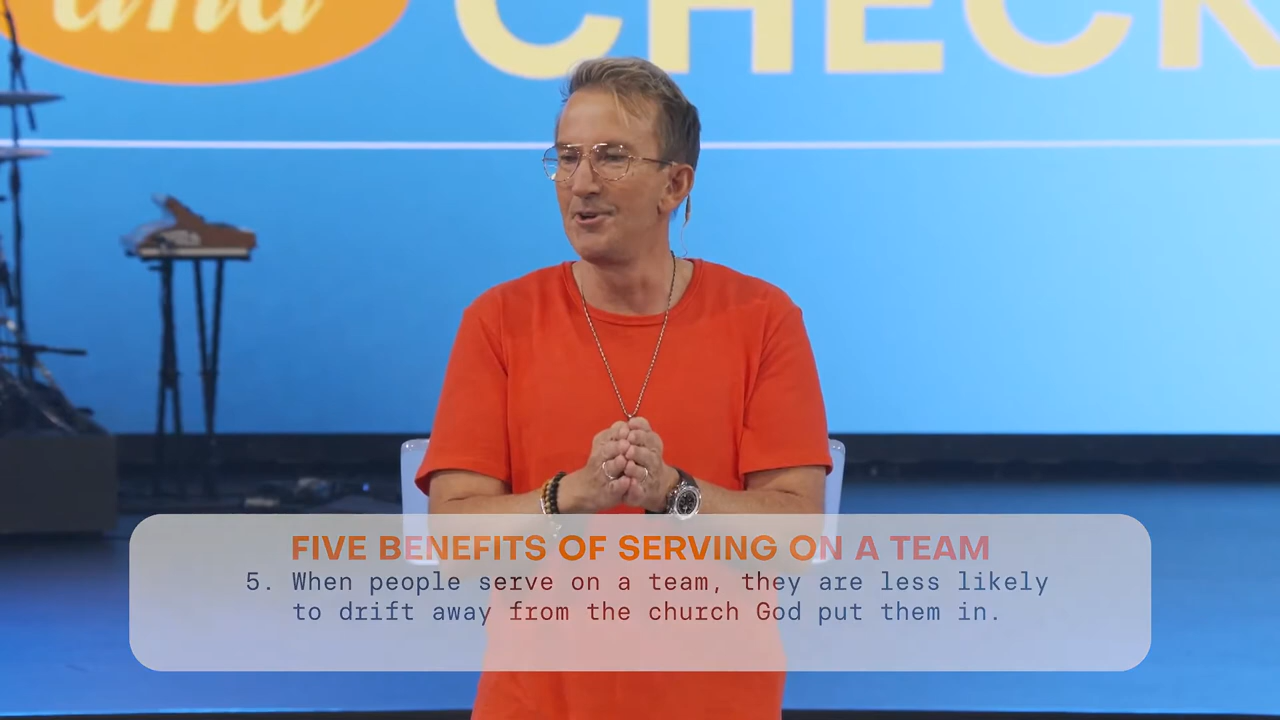 and CHECK
FIVE BENEFITS OF SERVING ON A TEAM
5. When people serve on a team, they are less likely
to drift away from the church God put them in.